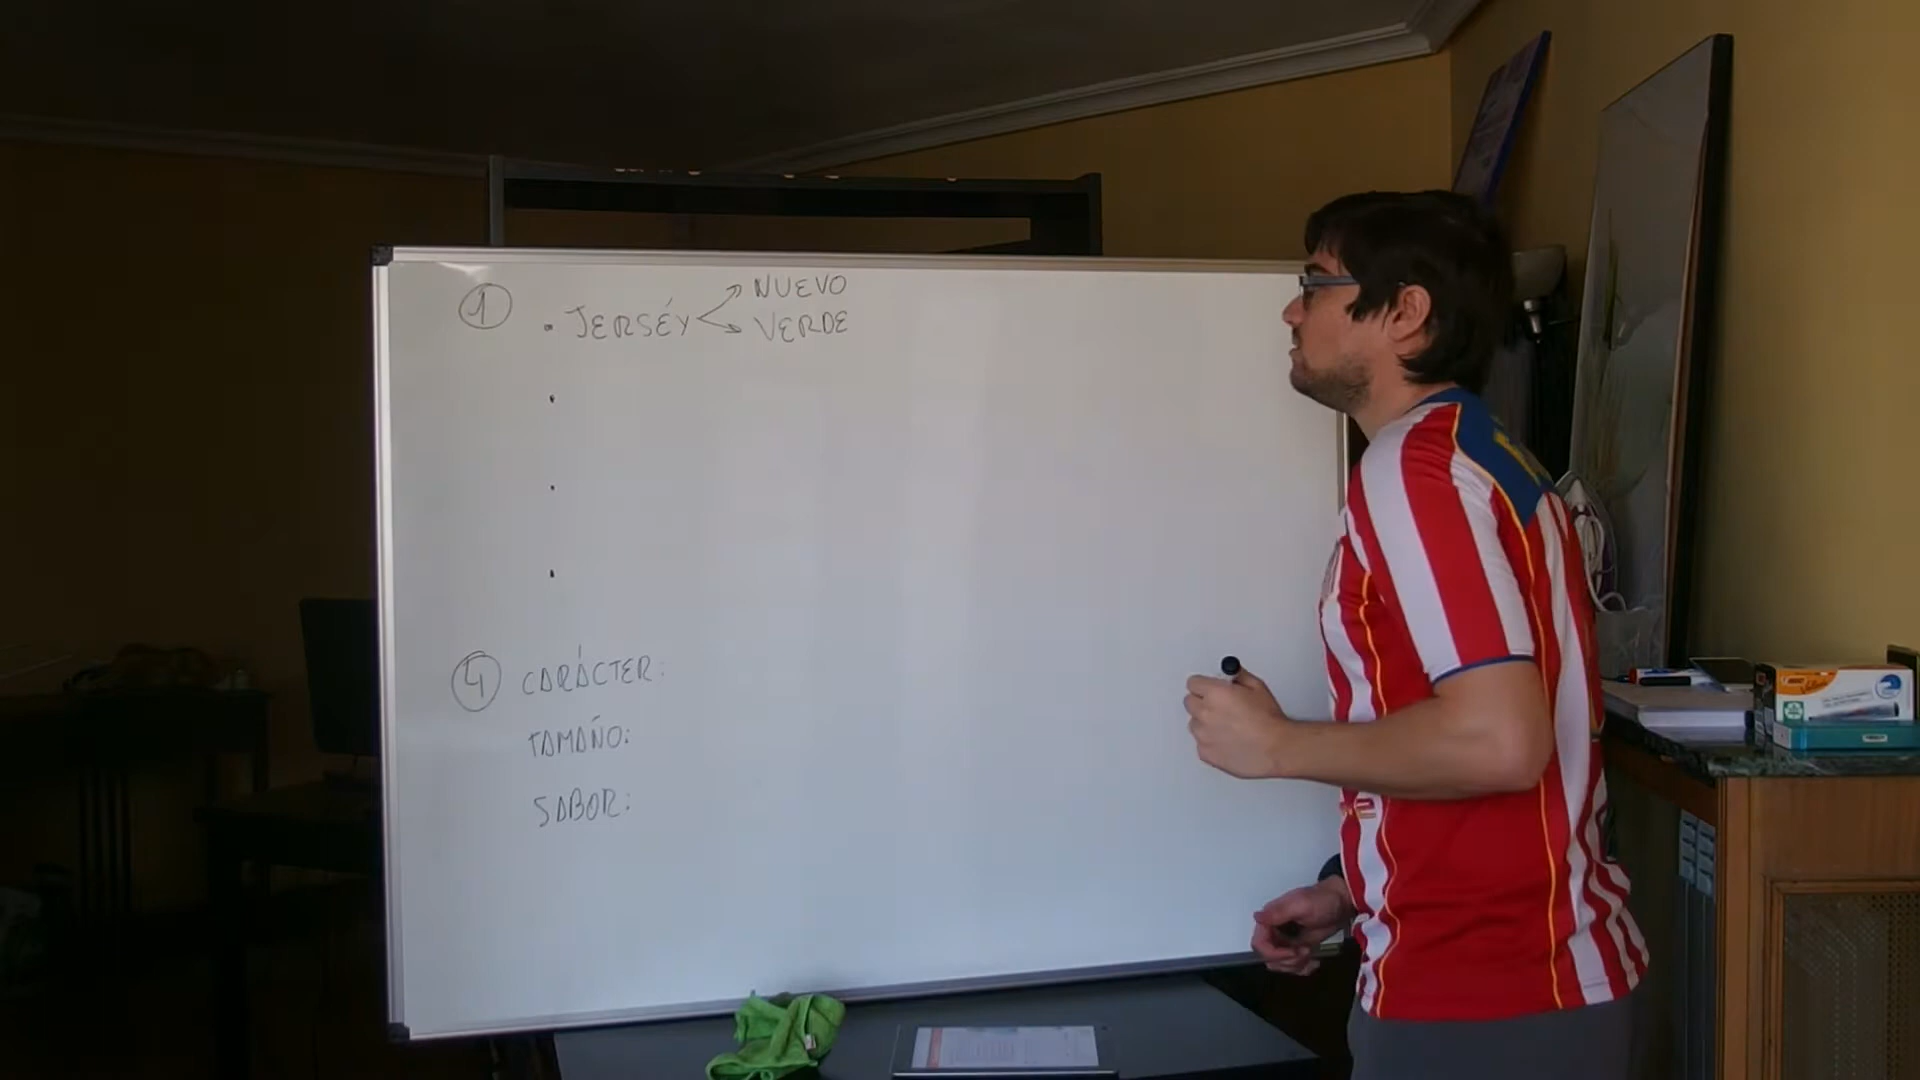 ① NUEVO
• JERSÉY
VERDE
•
•
•
④ CARÁCTER:
TAMAÑO:
SABOR: